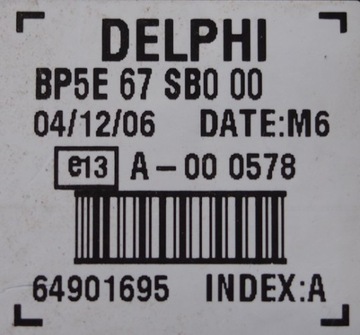 DELPHI
BP5E 67 SB0 00
04/12/06 DATE:M6
e13 A-00 0578
64901695 INDEX:A